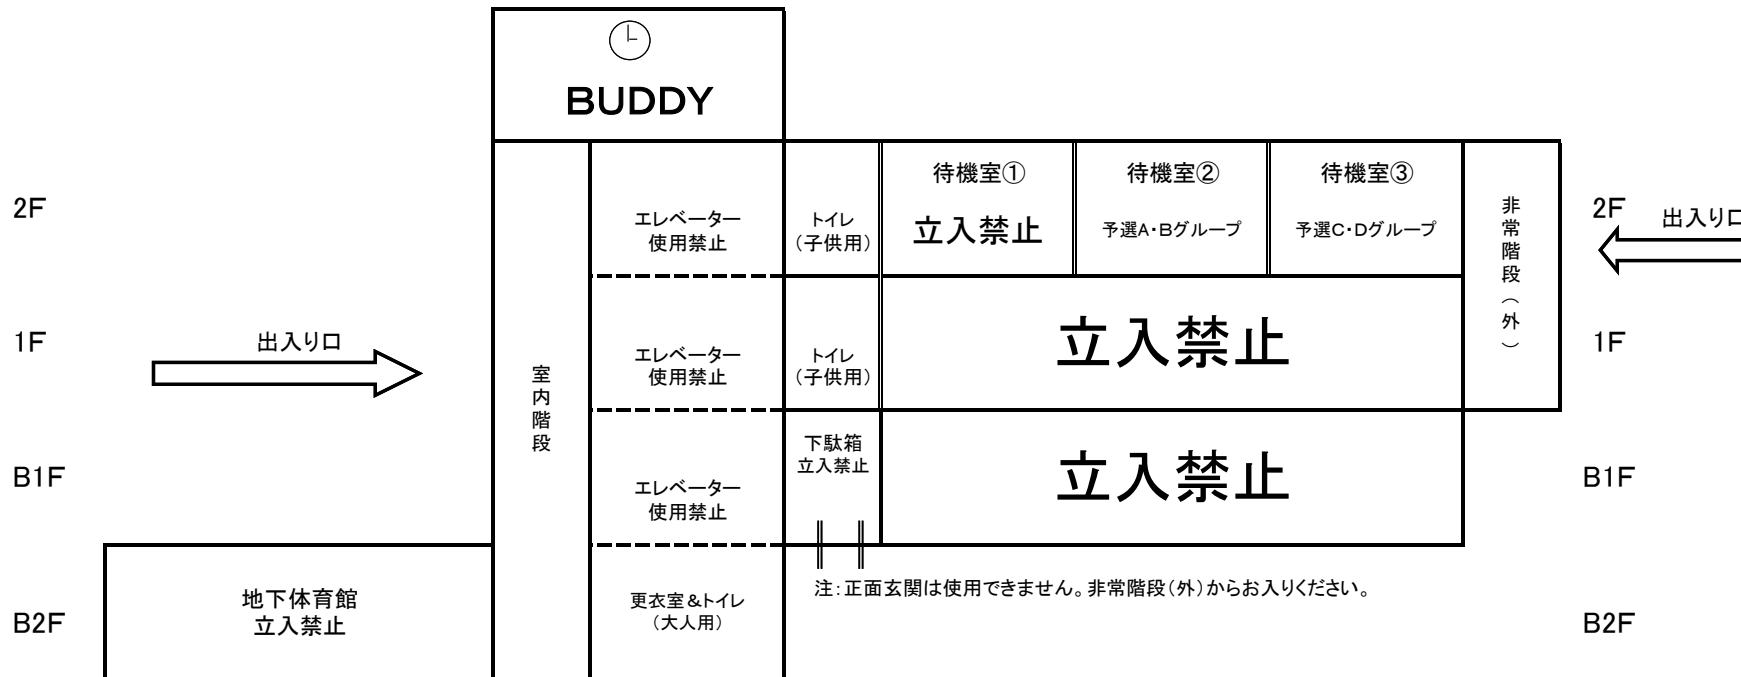 BUDDY
待機室①
待機室②
待機室③
2F
エレベーター
使用禁止
トイレ
(子供用)
立入禁止
予選A・Bグループ
予選C・Dグループ
非常階段(外)
2F
出入り口
1F
出入り口
室内階段
エレベーター
使用禁止
トイレ
(子供用)
立入禁止
1F
B1F
エレベーター
使用禁止
下駄箱
立入禁止
立入禁止
B1F
注:正面玄関は使用できません。非常階段(外)からお入りください。
B2F
地下体育館
立入禁止
更衣室&トイレ
(大人用)
B2F